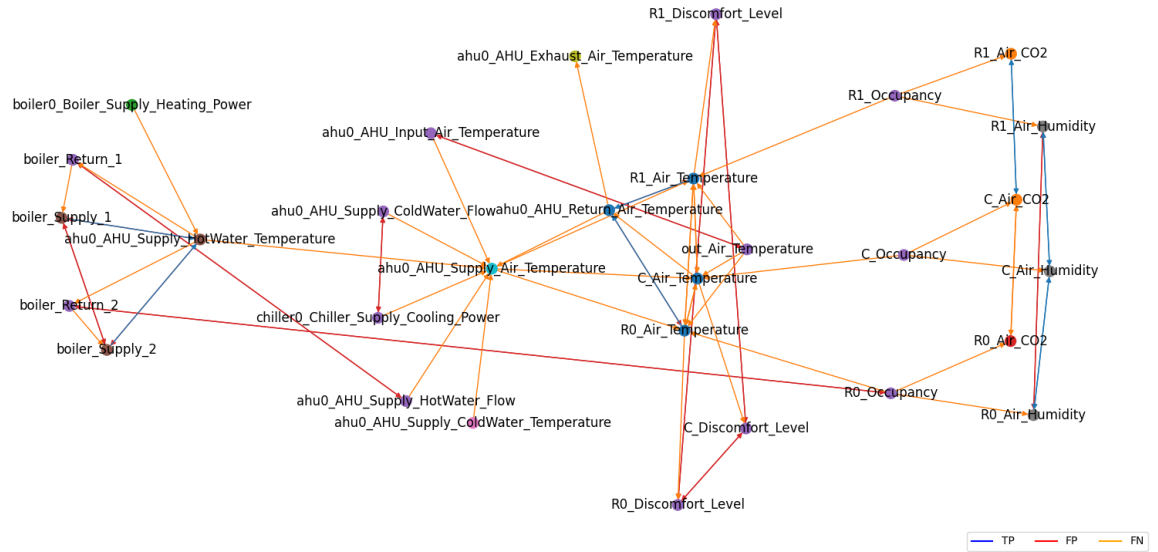 R1_Discomfort_Level
ahu0_AHU_Exhaust_Air_Temperature
R1_Air_CO2
boiler0_Boiler_Supply_Heating_Power
R1_Occupancy
ahu0_AHU_Input_Air_Temperature
R1_Air_Humidity
boiler_Return_1
R1_Air_Temperature
C_Air_CO2
ahu0_AHU_Supply_ColdWater_Flow
ahu0_AHU_Return_Air_Temperature
boiler_Supply_1
ahu0_AHU_Supply_HotWater_Temperature
out_Air_Temperature
C_Occupancy
ahu0_AHU_Supply_Air_Temperature
C_Air_Temperature
C_Air_Humidity
boiler_Return_2
chiller0_Chiller_Supply_Cooling_Power
R0_Air_Temperature
R0_Air_CO2
boiler_Supply_2
R0_Occupancy
ahu0_AHU_Supply_HotWater_Flow
R0_Air_Humidity
ahu0_AHU_Supply_ColdWater_Temperature
C_Discomfort_Level
R0_Discomfort_Level
TP FP FN